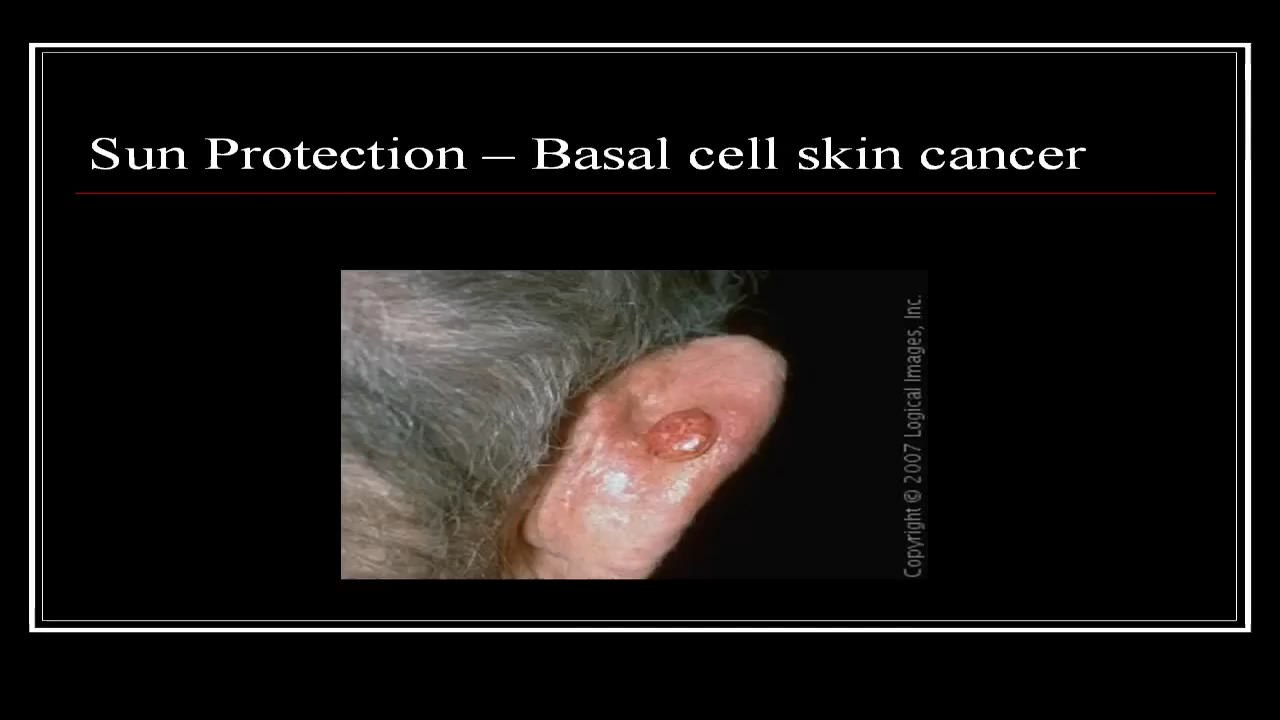 Sun Protection – Basal cell skin cancer
Copyright © 2007 Logical Images, Inc.